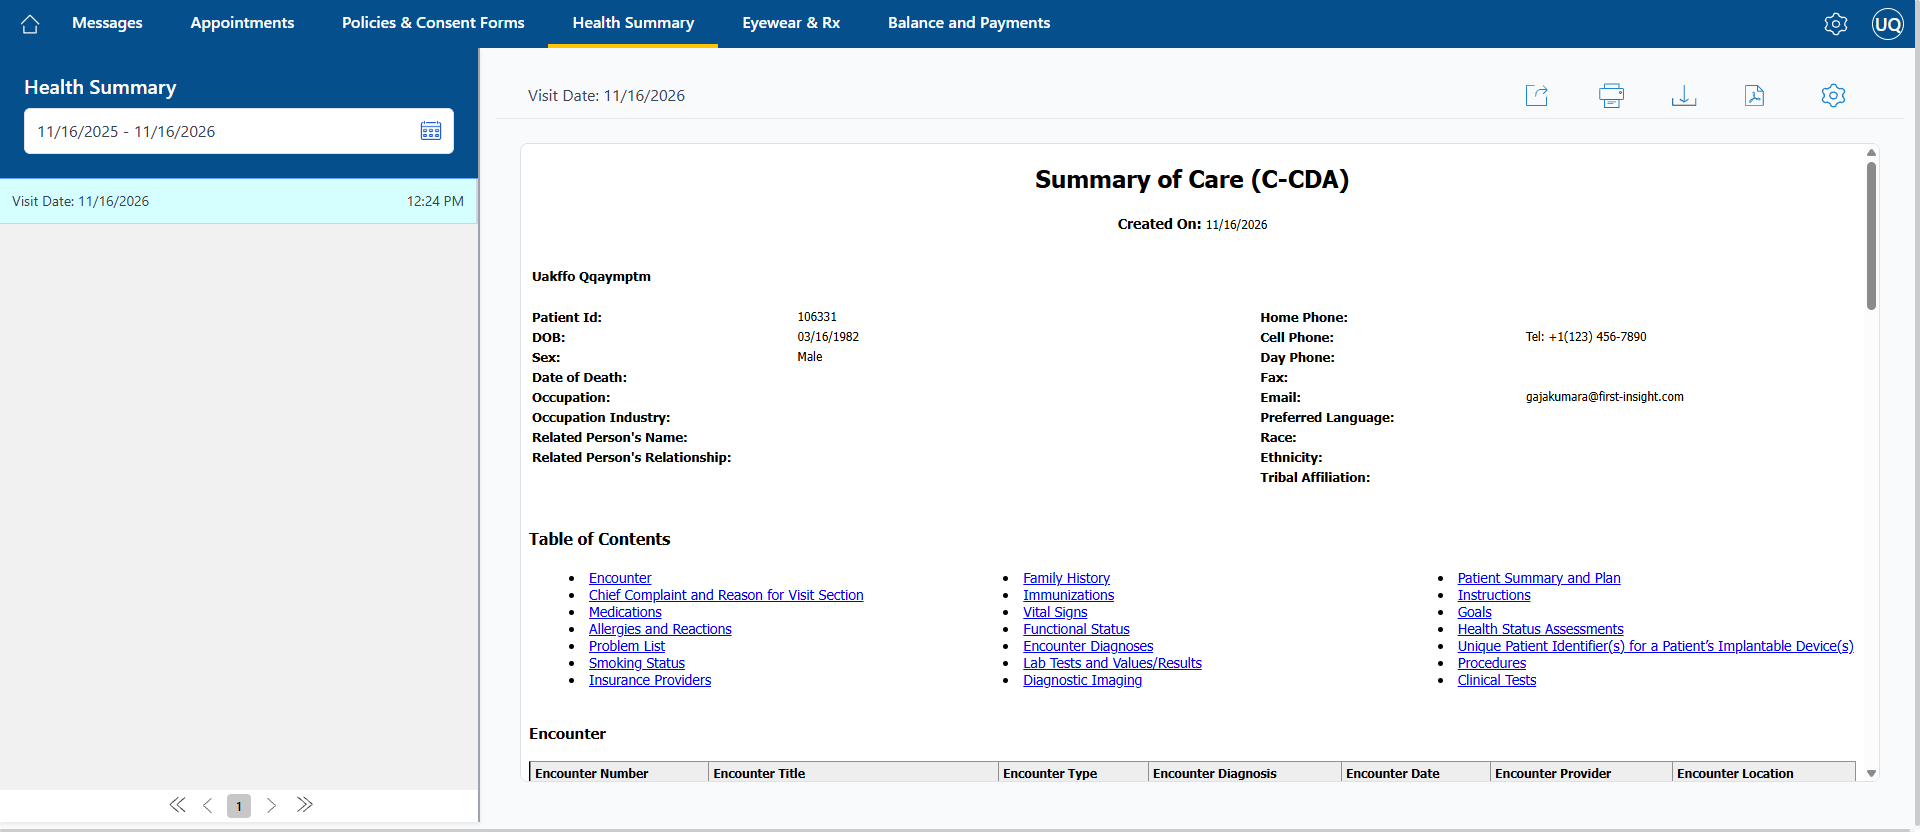 Messages Appointments Policies & Consent Forms Health Summary Eyewear & Rx Balance and Payments UQ
Health Summary
11/16/2025 - 11/16/2026
Visit Date: 11/16/2026 12:24 PM
1
Visit Date: 11/16/2026
Summary of Care (C-CDA)
Created On: 11/16/2026
Uakffo Qqaymptm
Patient Id: 106331
DOB: 03/16/1982
Sex: Male
Date of Death:
Occupation:
Occupation Industry:
Related Person's Name:
Related Person's Relationship:
Home Phone:
Cell Phone: Tel: +1(123) 456-7890
Day Phone:
Fax:
Email: gajakumara@first-insight.com
Preferred Language:
Race:
Ethnicity:
Tribal Affiliation:
Table of Contents
Encounter
Chief Complaint and Reason for Visit Section
Medications
Allergies and Reactions
Problem List
Smoking Status
Insurance Providers
Family History
Immunizations
Vital Signs
Functional Status
Encounter Diagnoses
Lab Tests and Values/Results
Diagnostic Imaging
Patient Summary and Plan
Instructions
Goals
Health Status Assessments
Unique Patient Identifier(s) for a Patient’s Implantable Device(s)
Procedures
Clinical Tests
Encounter
Encounter Number Encounter Title Encounter Type Encounter Diagnosis Encounter Date Encounter Provider Encounter Location